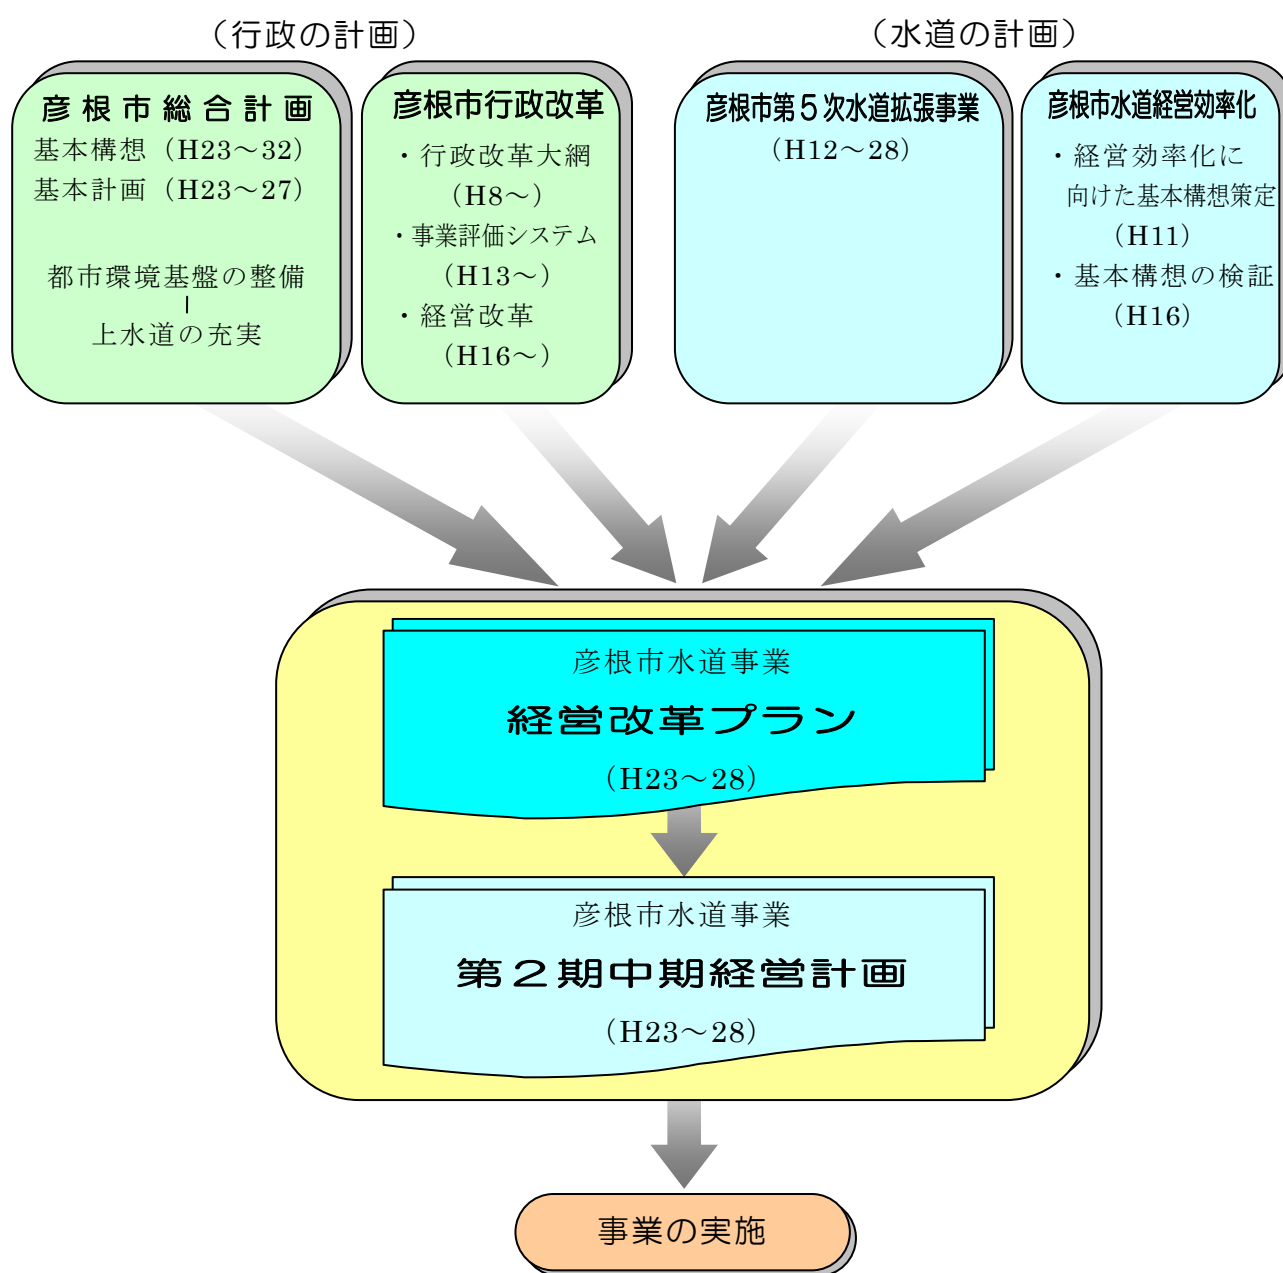 （行政の計画）
彦根市総合計画
基本構想（H23～32）
基本計画（H23～27）
都市環境基盤の整備
上水道の充実
彦根市行政改革
・行政改革大網
（H8～）
・事業評価システム
（H13～）
・経営改革
（H16～）
（水道の計画）
彦根市第５次水道拡張事業
（H12～28）
彦根市水道経営効率化
・経営効率化に
向けた基本構想策定
（H11）
・基本構想の検証
（H16）
彦根市水道事業
経営改革プラン
（H23～28）
彦根市水道事業
第２期中期経営計画
（H23～28）
事業の実施